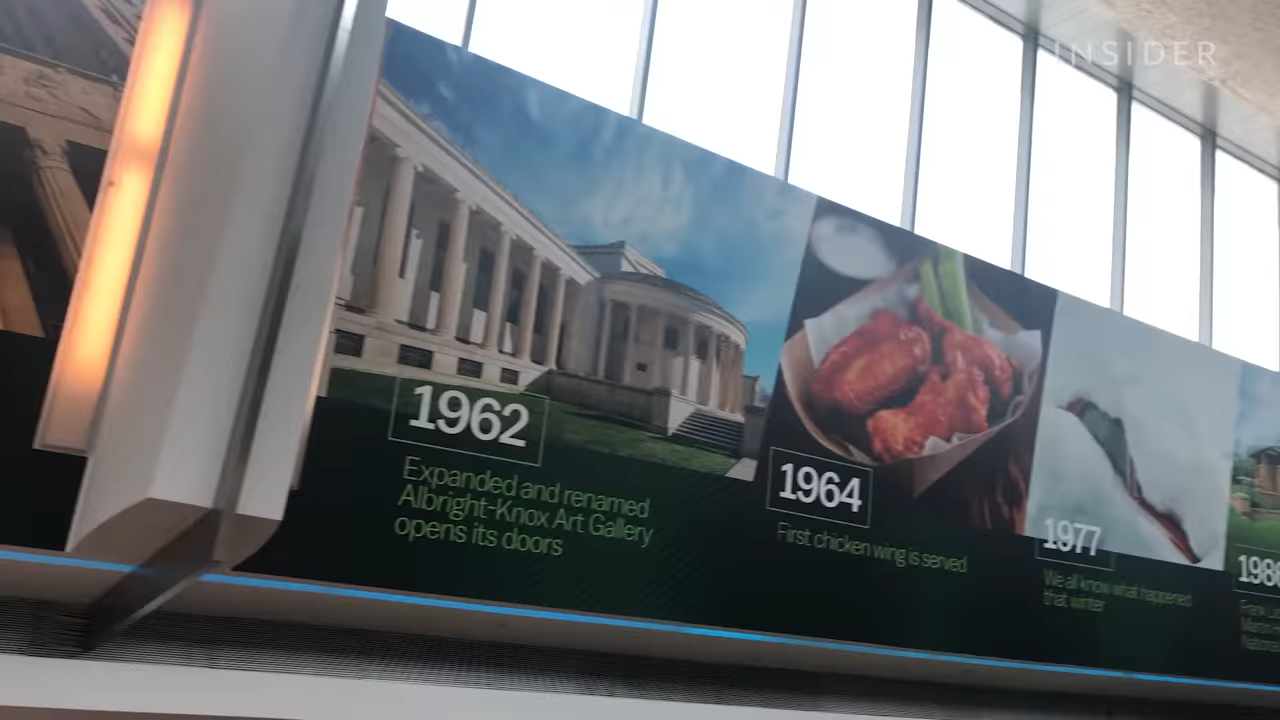 INSIDER
1962
Expanded and renamed
Albright-Knox Art Gallery
opens its doors
1964
First chicken wing is served
1977
We all know what happened
that winter